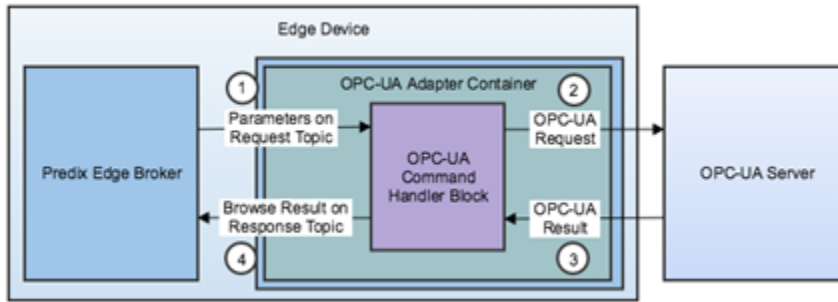 Edge Device
1
OPC-UA Adapter Container
2
Parameters on
Request Topic
OPC-UA
Request
Predix Edge Broker
OPC-UA
Command
Handler Block
OPC-UA Server
Browse Result on
Response Topic
OPC-UA
Result
4
3